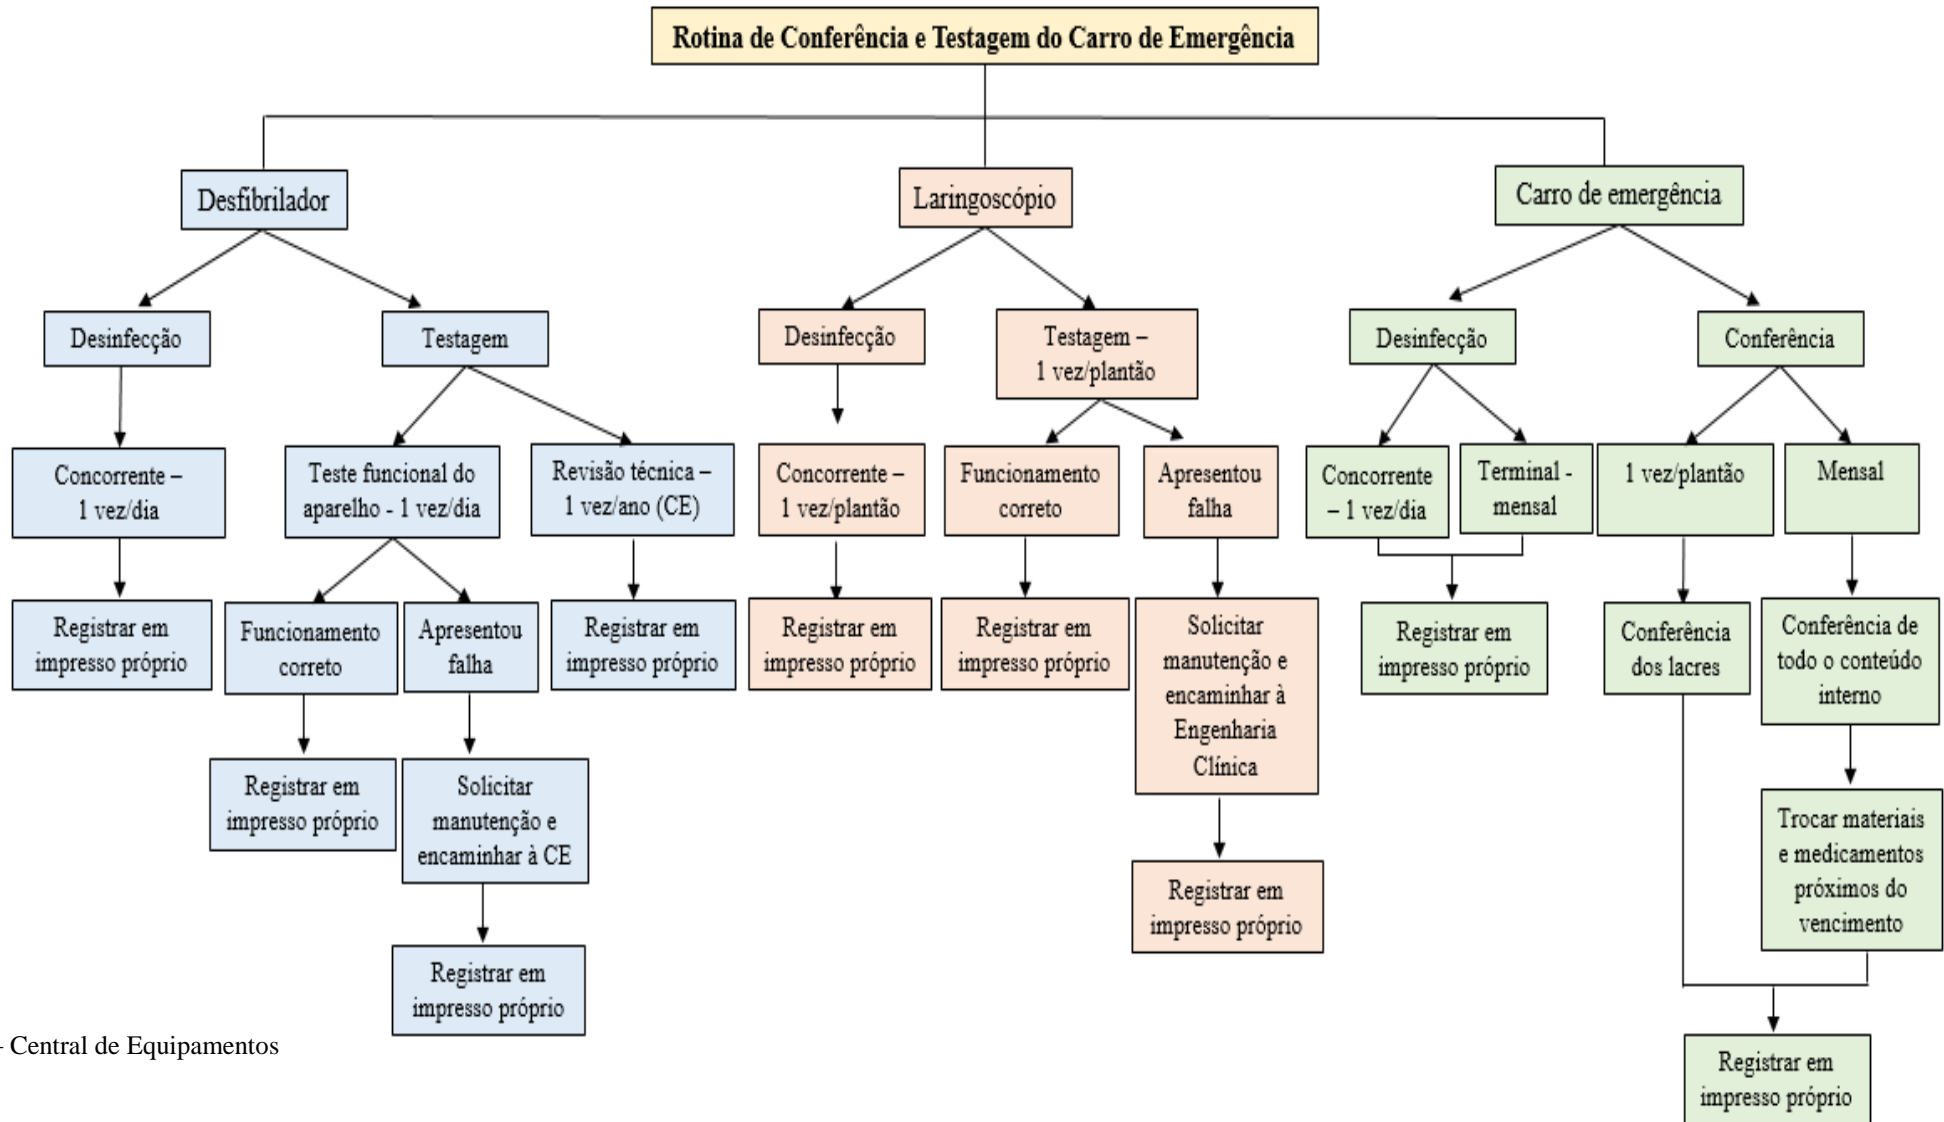 Rotina de Conferência e Testagem do Carro de Emergência
Desfibrilador
Laringoscópio
Carro de emergência
Desinfecção
Testagem
Desinfecção
Testagem –
1 vez/plantão
Desinfecção
Conferência
Concorrente –
1 vez/dia
Teste funcional do
aparelho - 1 vez/dia
Revisão técnica –
1 vez/ano (CE)
Concorrente –
1 vez/plantão
Funcionamento
correto
Apresentou
falha
Concorrente
– 1 vez/dia
Terminal -
mensal
1 vez/plantão
Mensal
Registrar em
impresso próprio
Funcionamento
correto
Apresentou
falha
Registrar em
impresso próprio
Registrar em
impresso próprio
Registrar em
impresso próprio
Solicitar
manutenção e
encaminhar à
Engenharia
Clínica
Registrar em
impresso próprio
Conferência
dos lacres
Conferência de
todo o conteúdo
interno
Registrar em
impresso próprio
Solicitar
manutenção e
encaminhar à CE
Registrar em
impresso próprio
Trocar materiais
e medicamentos
próximos do
vencimento
Registrar em
impresso próprio
- Central de Equipamentos
Registrar em
impresso próprio